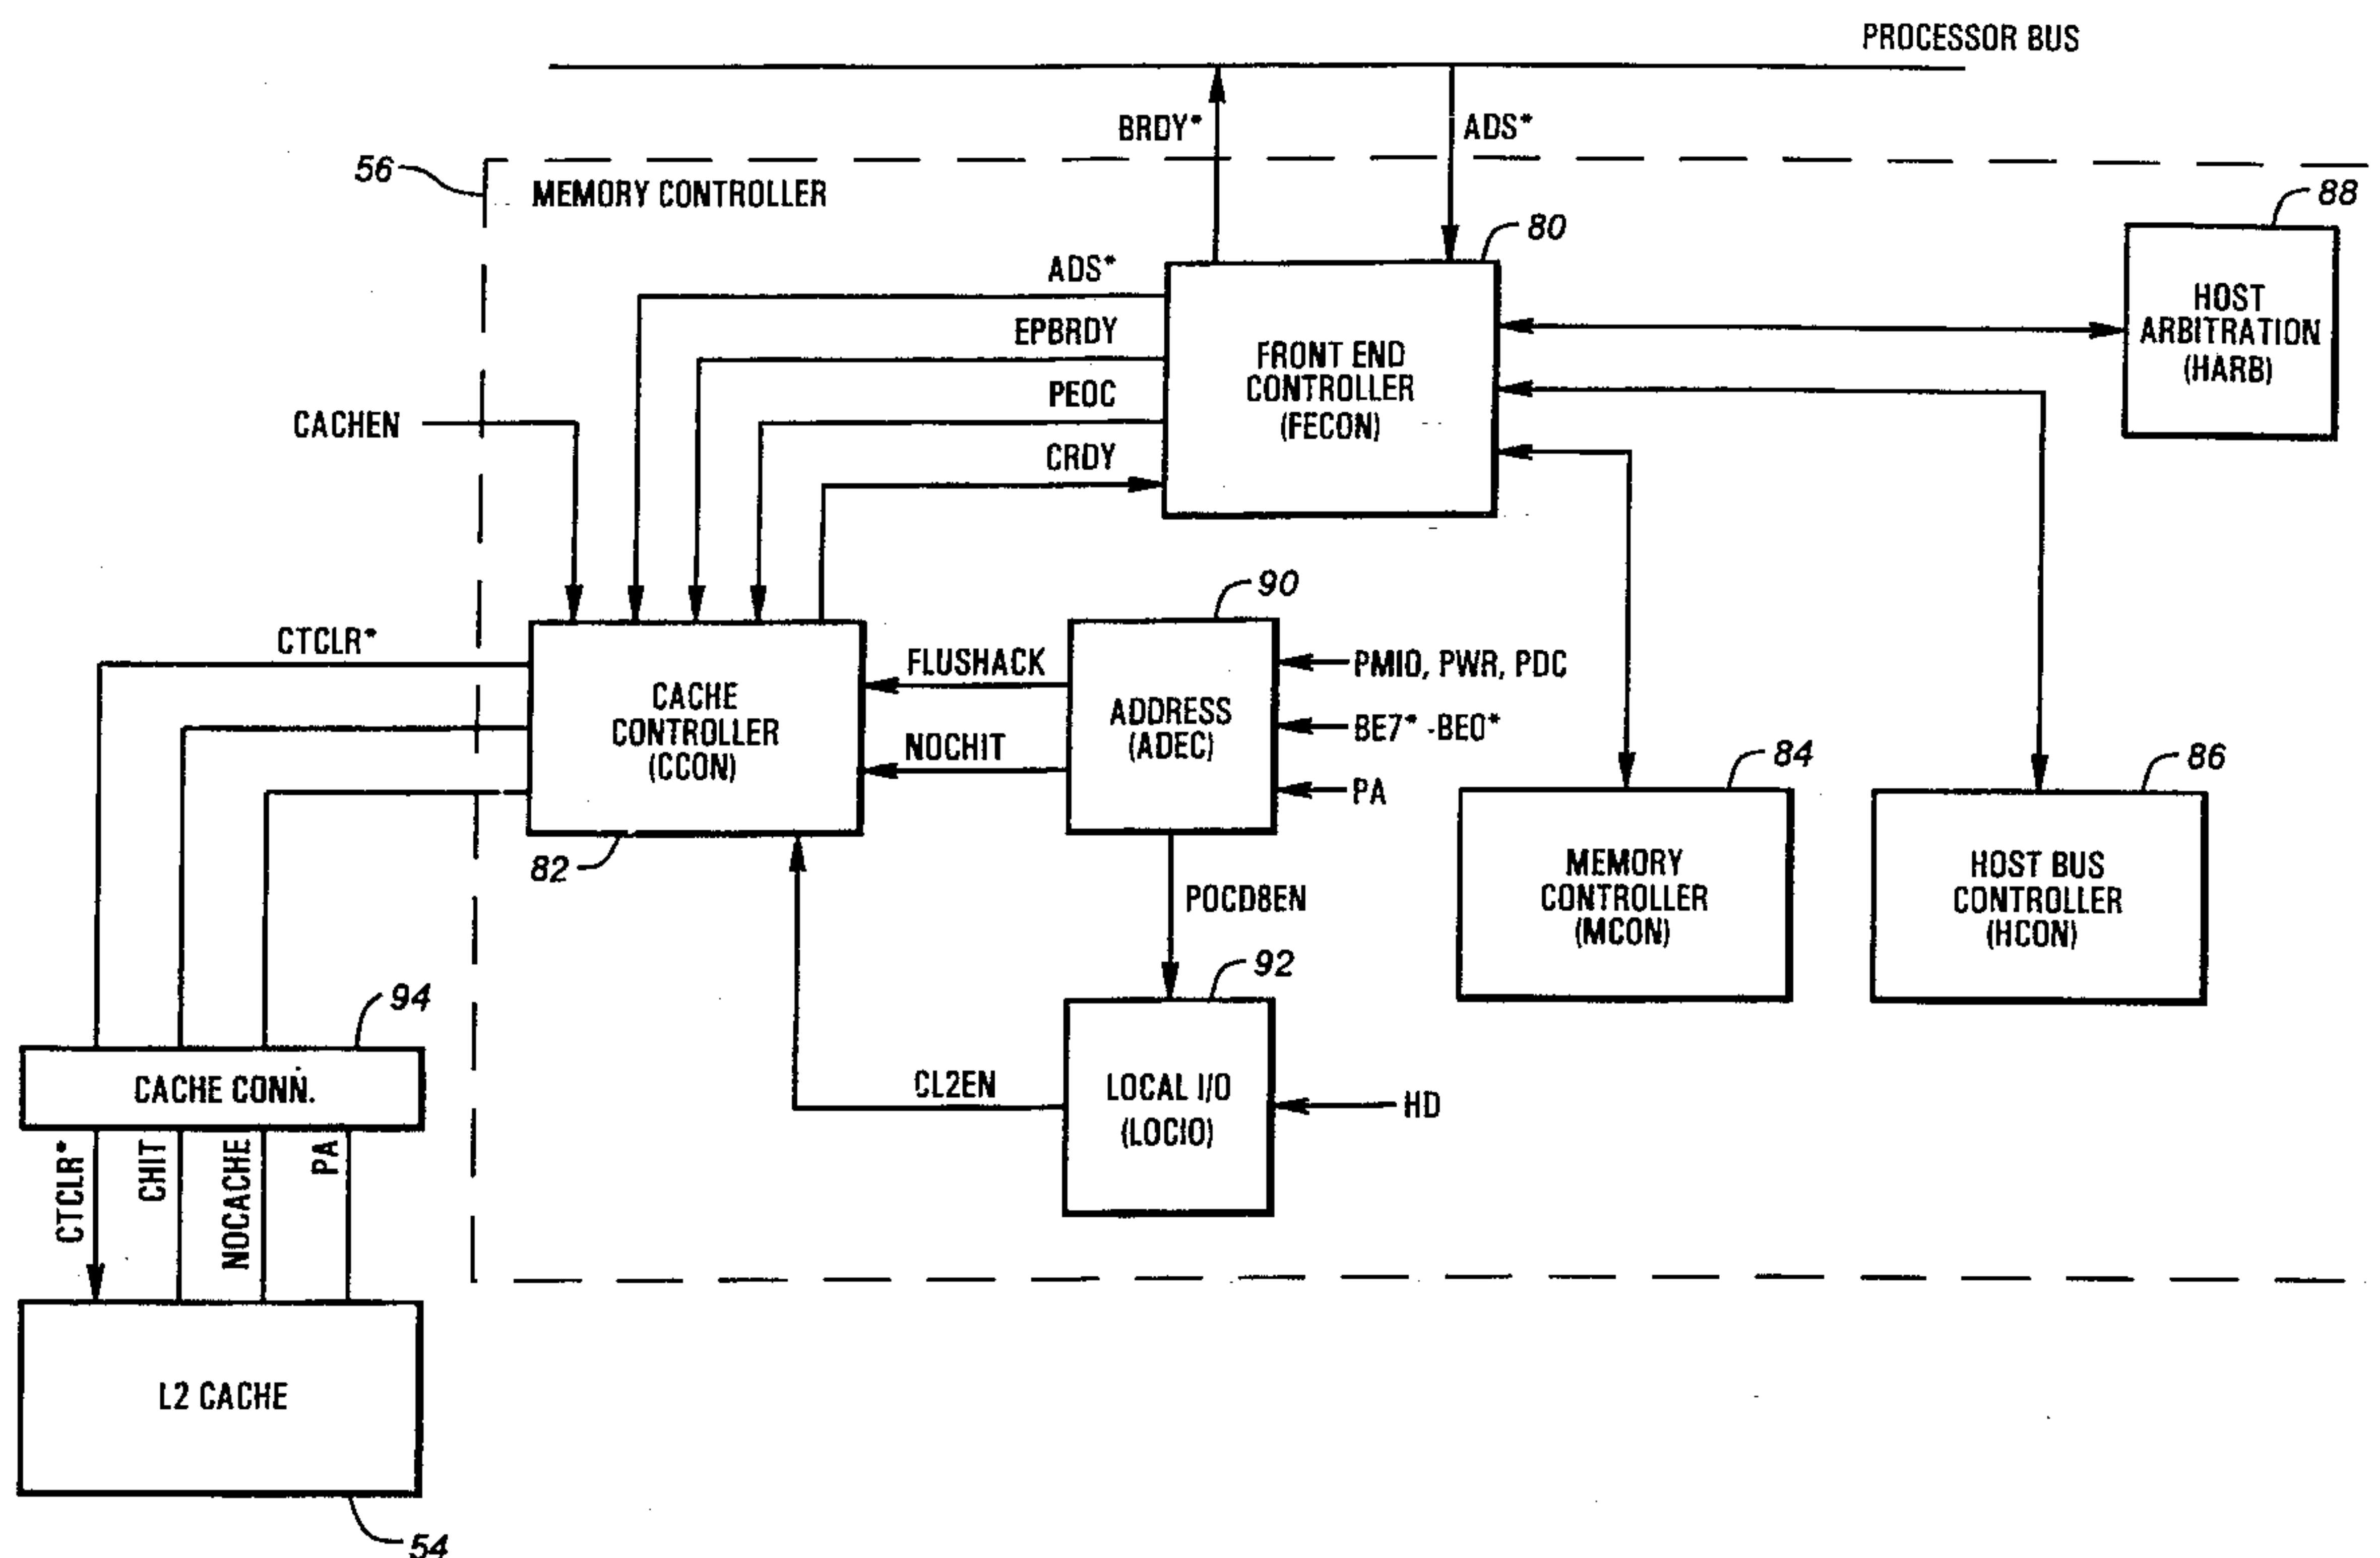 PROCESSOR BUS
BRDY*
ADS*
56
MEMORY CONTROLLER
88
80
ADS*
HOST
ARBITRATION
(HARB)
EPBRDY
FRONT END
CONTROLLER
(FECON)
PEOC
CACHEN
CRDY
90
CTCLR*
FLUSHACK
PMIO, PWR, PDC
CACHE
CONTROLLER
(CCON)
ADDRESS
(ADEC)
BE7* -BE0*
NOCHIT
84
86
PA
82
MEMORY
CONTROLLER
(MCON)
HOST BUS
CONTROLLER
(HCON)
POCD8EN
92
94
CACHE CONN.
CL2EN
LOCAL I/O
(LOCIO)
HD
CTCLR*
CHIT
NOCACHE
PA
L2 CACHE
54